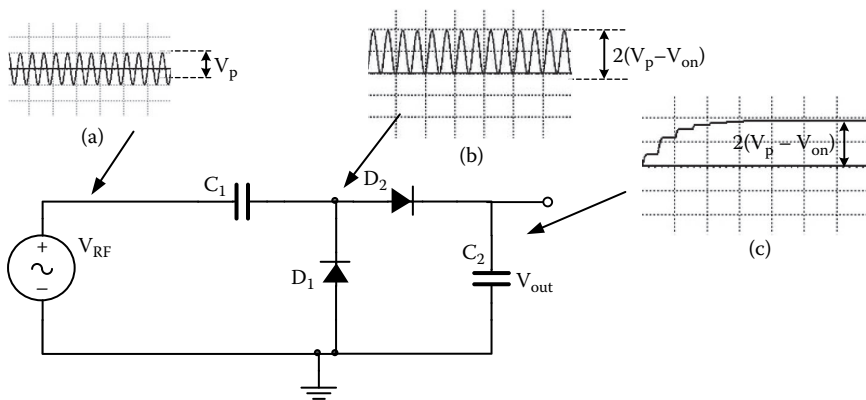 V_p
(a)
2(V_p–V_on)
(b)
2(V_p – V_on)
(c)
C_1
D_2
V_RF
+
–
D_1
C_2
V_out